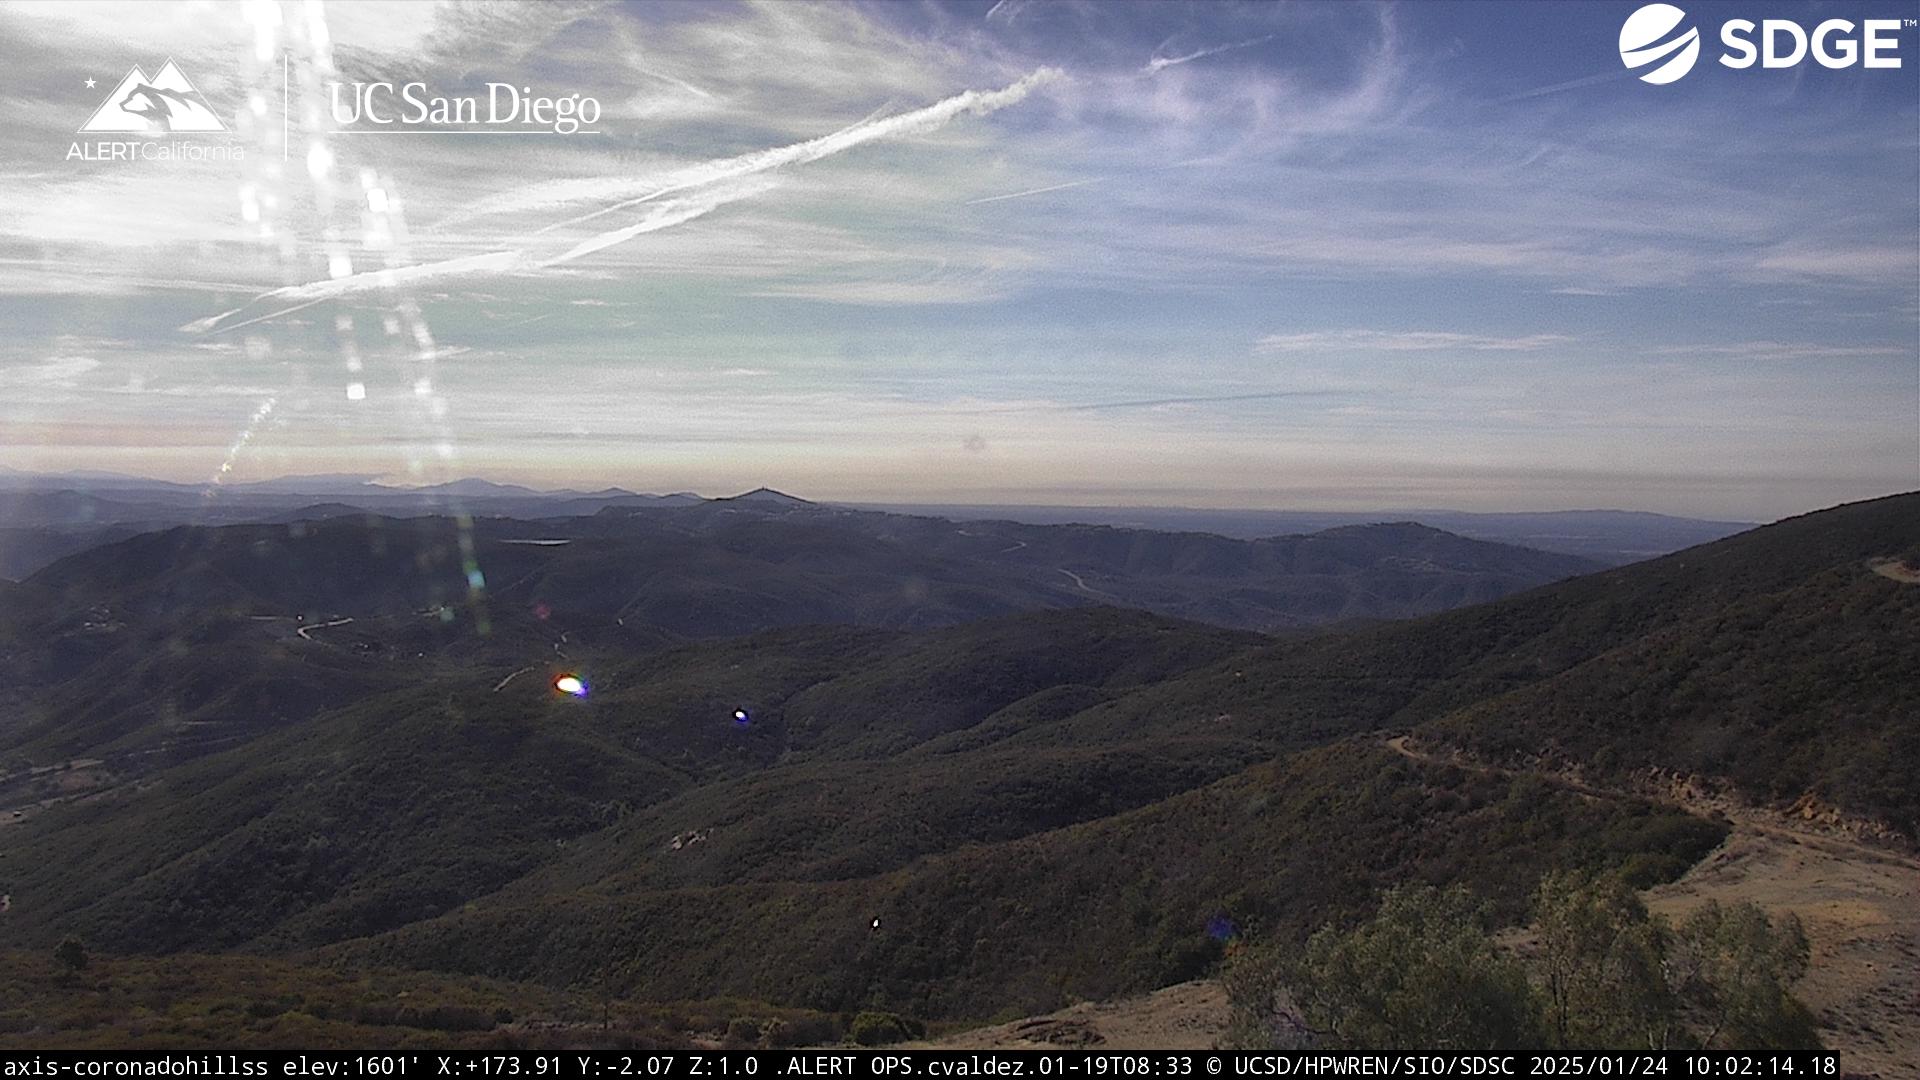 SDGE™
UC San Diego
ALERTCalifornia
axis-coronadohillss elev:1601' X:+173.91 Y:-2.07 Z:1.0 .ALERT OPS.cvaldez.01-19T08:33 © UCSD/HPWREN/SIO/SDSC 2025/01/24 10:02:14.18